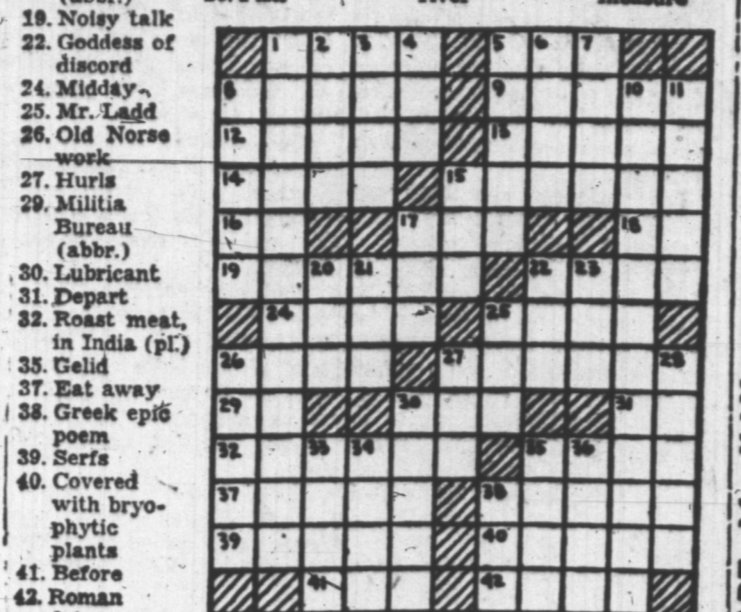 (abbr.)
19. Noisy talk
22. Goddess of
discord
24. Midday
25. Mr. Ladd
26. Old Norse
work
27. Hurls
29. Militia
Bureau
(abbr.)
30. Lubricant
31. Depart
32. Roast meat,
in India (pl.)
35. Gelid
37. Eat away
38. Greek epic
poem
39. Serfs
40. Covered
with bryo-
phytic
plants
41. Before
42. Roman
river
measure
1 2 3 4 5 6 7
8 9 10 11
12 13
14 15
16 17 18
19 20 21 22 23
24 25
26 27 28
29 30 31
32 33 34 35 36
37 38
39 40
41 42